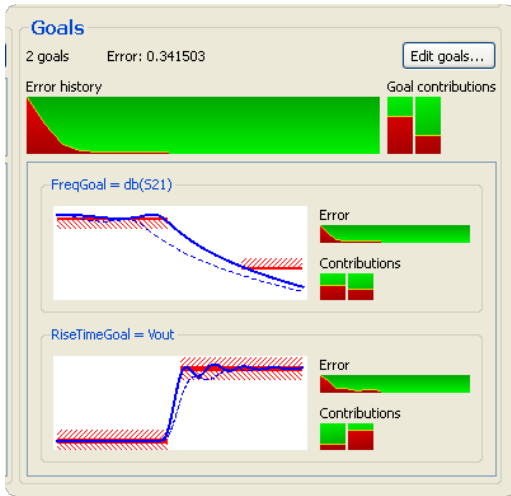 Goals
2 goals Error: 0.341503 Edit goals...
Error history Goal contributions
FreqGoal = db(S21)
Error
Contributions
RiseTimeGoal = Vout
Error
Contributions